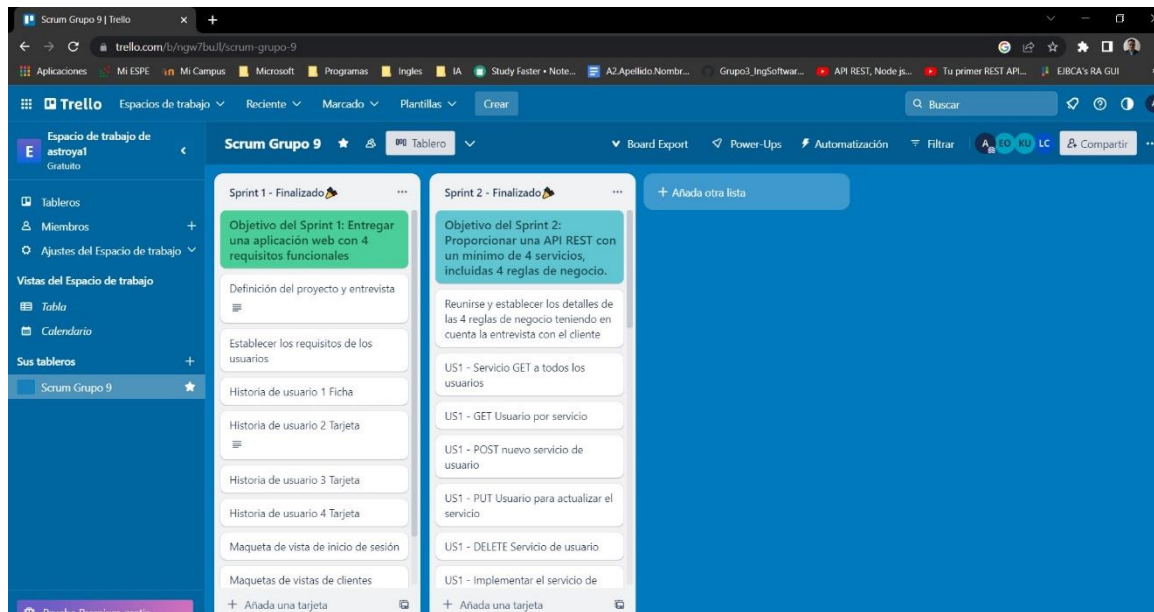 Scrum Grupo 9 | Trello
trello.com/b/ngw7buJl/scrum-grupo-9
Aplicaciones Mi ESPE Mi Campus Microsoft Programas Ingles IA Study Faster • Note... A2.Apellido.Nombr... Grupo3_IngSoftwar... API REST, Node js... Tu primer REST API... EJBCA's RA GUI
Trello Espacios de trabajo Reciente Marcado Plantillas Crear Buscar
E Espacio de trabajo de
astroya1
Gratuito
Scrum Grupo 9 Tablero Board Export Power-Ups Automatización Filtrar A EO KU LC Compartir
Tableros
Miembros
Ajustes del Espacio de trabajo
Vistas del Espacio de trabajo
Tabla
Calendario
Sus tableros
Scrum Grupo 9
Sprint 1 - Finalizado
Objetivo del Sprint 1: Entregar
una aplicación web con 4
requisitos funcionales
Definición del proyecto y entrevista
Establecer los requisitos de los
usuarios
Historia de usuario 1 Ficha
Historia de usuario 2 Tarjeta
Historia de usuario 3 Tarjeta
Historia de usuario 4 Tarjeta
Maqueta de vista de inicio de sesión
Maquetas de vistas de clientes
Añada una tarjeta
Sprint 2 - Finalizado
Objetivo del Sprint 2:
Proporcionar una API REST con
un mínimo de 4 servicios,
incluidas 4 reglas de negocio.
Reunirse y establecer los detalles de
las 4 reglas de negocio teniendo en
cuenta la entrevista con el cliente
US1 - Servicio GET a todos los
usuarios
US1 - GET Usuario por servicio
US1 - POST nuevo servicio de
usuario
US1 - PUT Usuario para actualizar el
servicio
US1 - DELETE Servicio de usuario
US1 - Implementar el servicio de
Añada una tarjeta
Añada otra lista